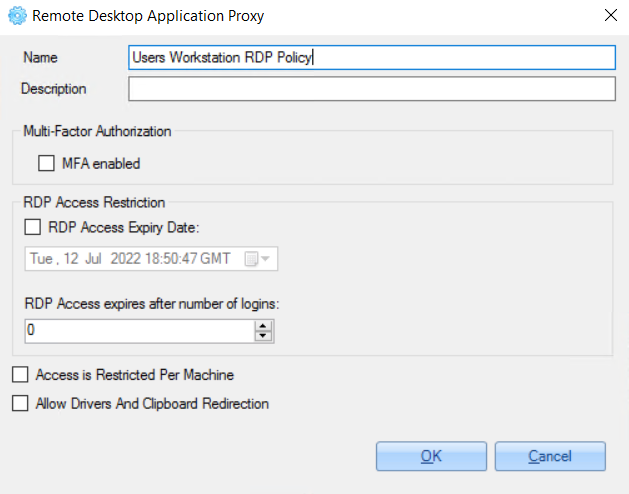 Remote Desktop Application Proxy
Name Users Workstation RDP Policy
Description
Multi-Factor Authorization
MFA enabled
RDP Access Restriction
RDP Access Expiry Date:
Tue , 12 Jul 2022 18:50:47 GMT
RDP Access expires after number of logins:
0
Access is Restricted Per Machine
Allow Drivers And Clipboard Redirection
OK Cancel